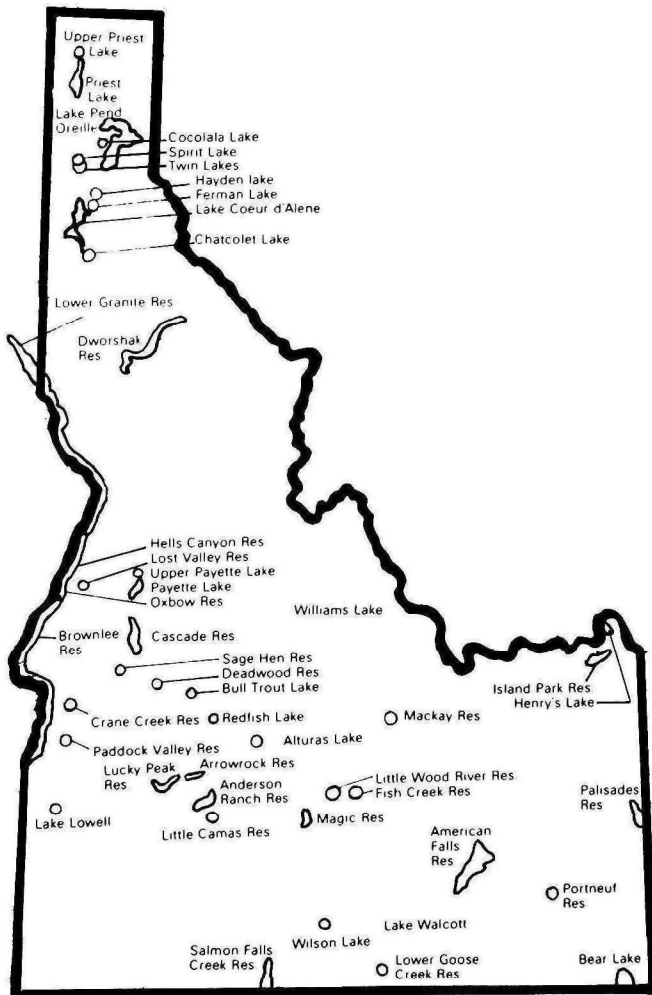 Upper Priest
Lake
Priest
Lake
Lake Pend
Oreille
Cocolala Lake
Spirit Lake
Twin Lakes
Hayden lake
Ferman Lake
Lake Coeur d'Alene
Chatcolet Lake
Lower Granite Res
Dworshak
Res
Hells Canyon Res
Lost Valley Res
Upper Payette Lake
Payette Lake
Oxbow Res
Williams Lake
Brownlee
Res
Cascade Res
Sage Hen Res
Deadwood Res
Bull Trout Lake
Island Park Res
Henry's Lake
Crane Creek Res
Redfish Lake
Mackay Res
Paddock Valley Res
Alturas Lake
Lucky Peak
Res
Arrowrock Res
Anderson
Ranch Res
Little Wood River Res
Fish Creek Res
Palisades
Res
Lake Lowell
Little Camas Res
Magic Res
American
Falls
Res
Portneuf
Res
Lake Walcott
Wilson Lake
Salmon Falls
Creek Res
Lower Goose
Creek Res
Bear Lake